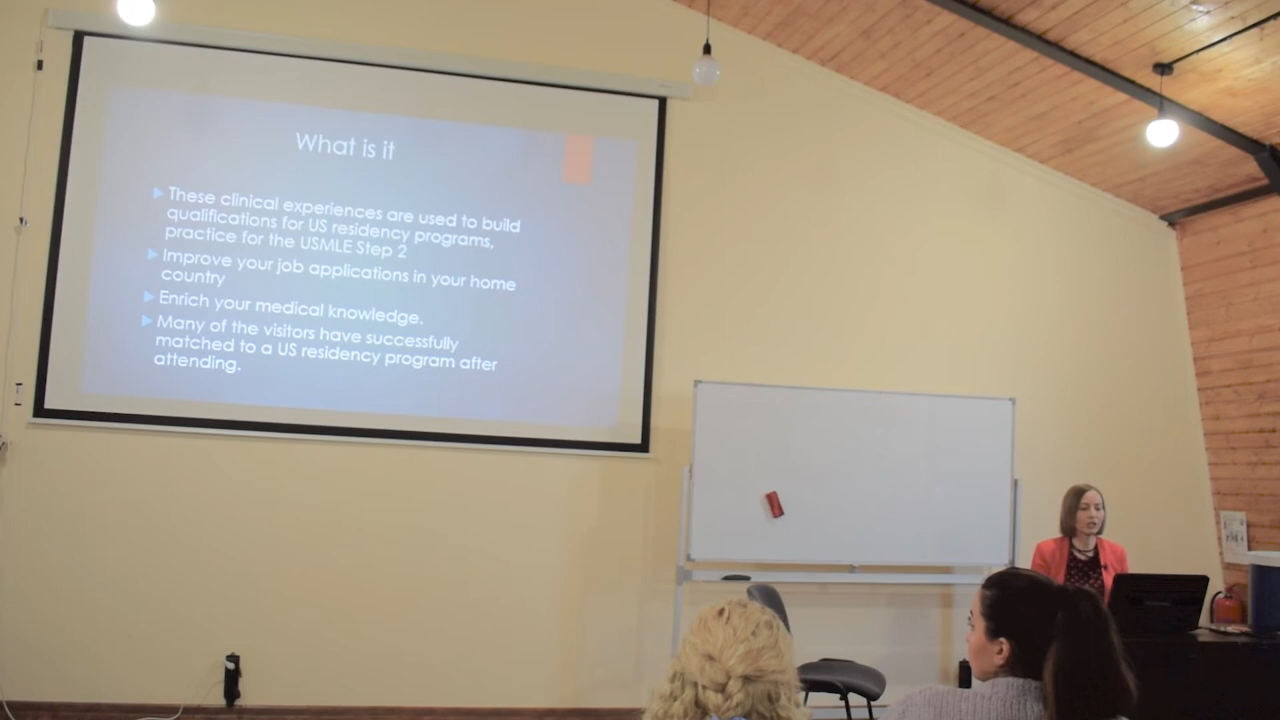 What is it
These clinical experiences are used to build
qualifications for US residency programs,
practice for the USMLE Step 2
Improve your job applications in your home
country
Enrich your medical knowledge.
Many of the visitors have successfully
matched to a US residency program after
attending.